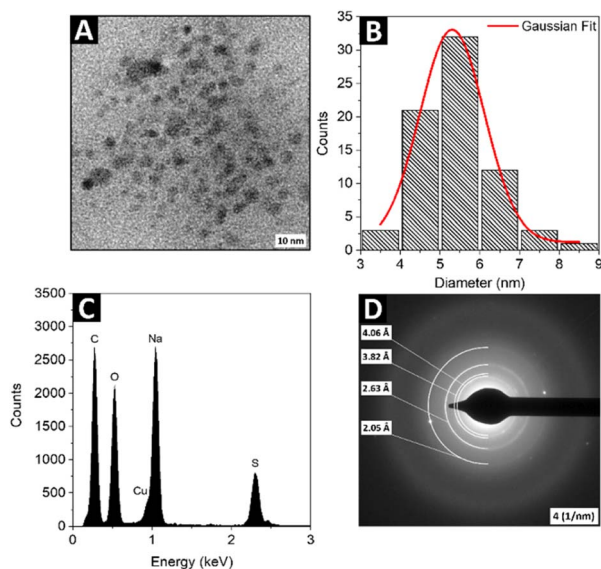 A
10 nm
B
Gaussian Fit
35
30
25
20
15
10
5
0
Counts
3 4 5 6 7 8 9
Diameter (nm)
C
3500
3000
2500
2000
1500
1000
500
0
Counts
C
O
Na
Cu
S
0 1 2 3
Energy (keV)
D
4.06 Å
3.82 Å
2.63 Å
2.05 Å
4 (1/nm)